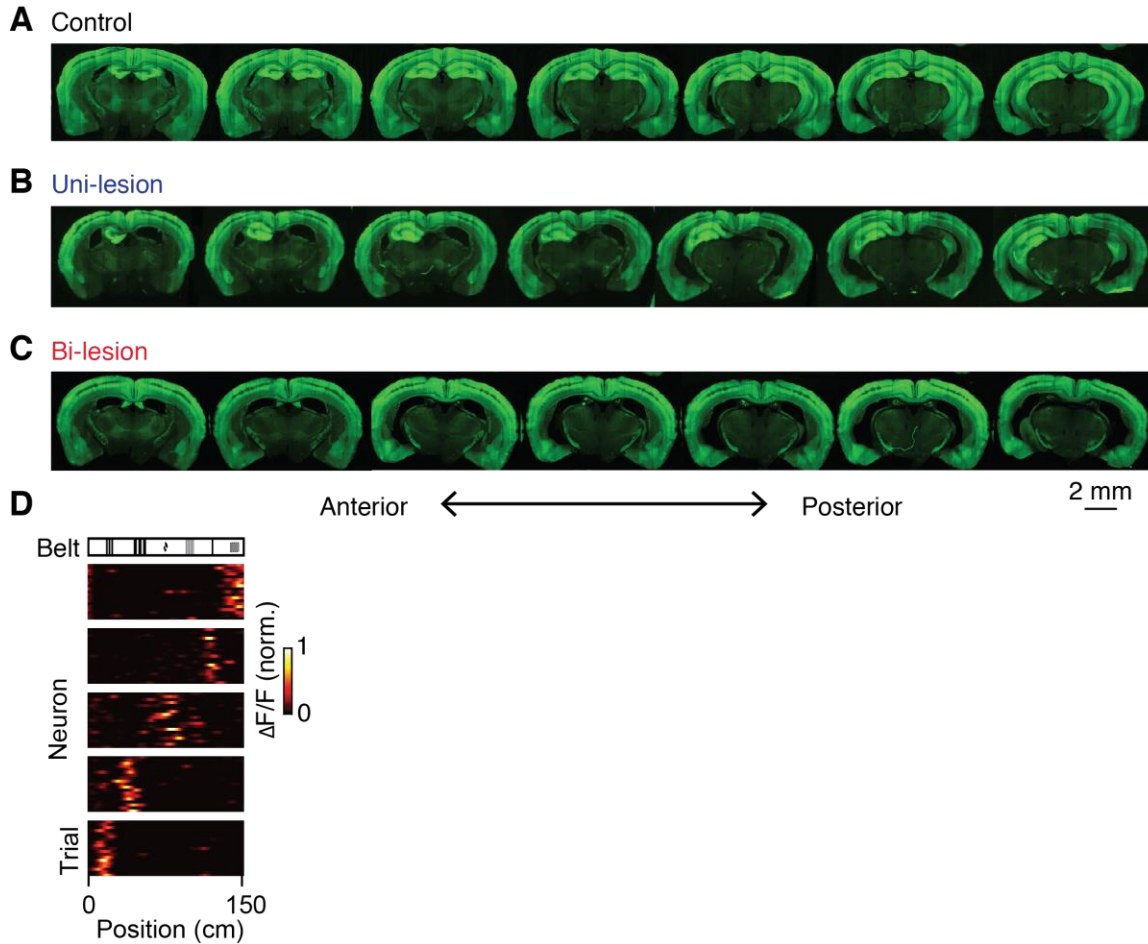 A Control
B Uni-lesion
C Bi-lesion
Anterior Posterior
2 mm
D
Belt
Neuron
Trial
ΔF/F (norm.)
1
0
0 150
Position (cm)